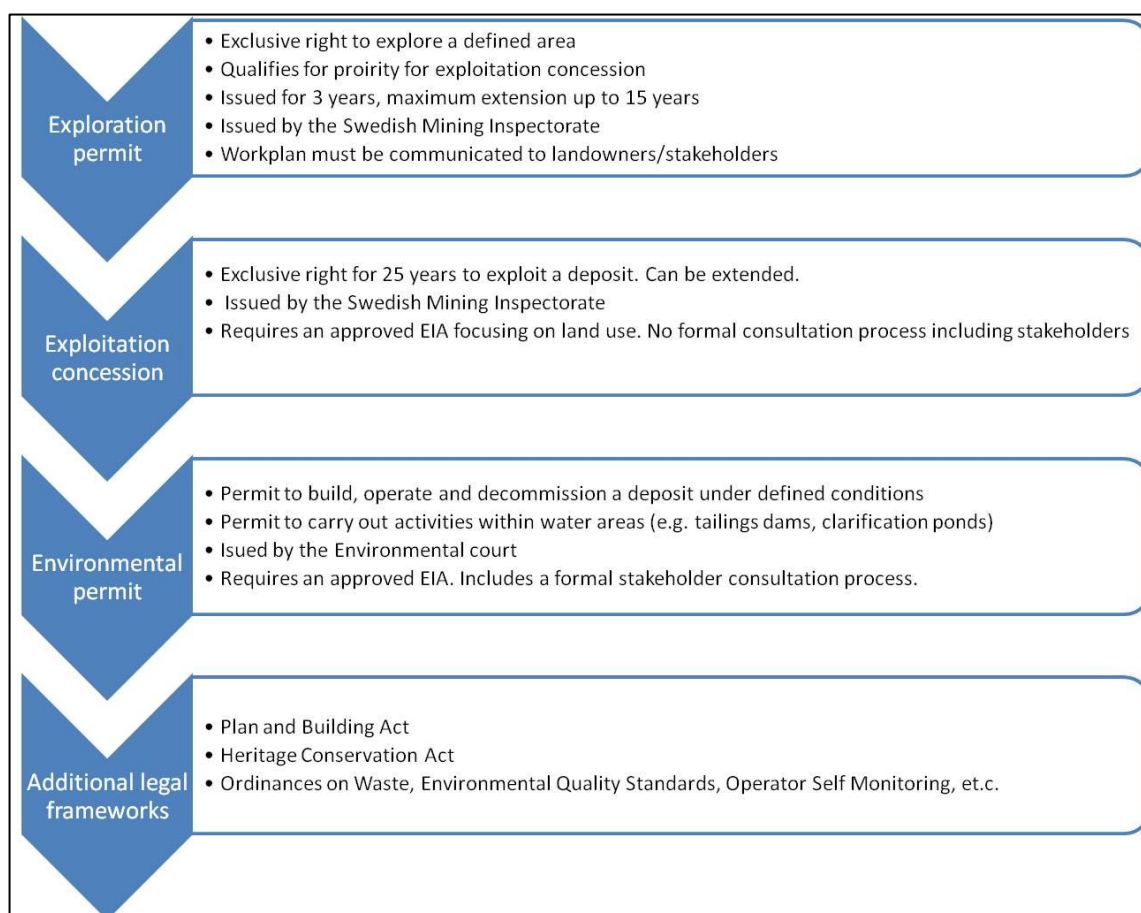 Exploration
permit
• Exclusive right to explore a defined area
• Qualifies for proirity for exploitation concession
• Issued for 3 years, maximum extension up to 15 years
• Issued by the Swedish Mining Inspectorate
• Workplan must be communicated to landowners/stakeholders
Exploitation
concession
• Exclusive right for 25 years to exploit a deposit. Can be extended.
• Issued by the Swedish Mining Inspectorate
• Requires an approved EIA focusing on land use. No formal consultation process including stakeholders
Environmental
permit
• Permit to build, operate and decommission a deposit under defined conditions
• Permit to carry out activities within water areas (e.g. tailings dams, clarification ponds)
• Isued by the Environmental court
• Requires an approved EIA. Includes a formal stakeholder consultation process.
Additional legal
frameworks
• Plan and Building Act
• Heritage Conservation Act
• Ordinances on Waste, Environmental Quality Standards, Operator Self Monitoring, et.c.